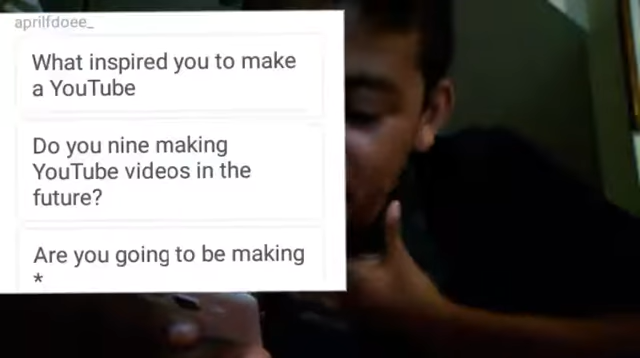 aprilfdoee_
What inspired you to make
a YouTube
Do you nine making
YouTube videos in the
future?
Are you going to be making
*